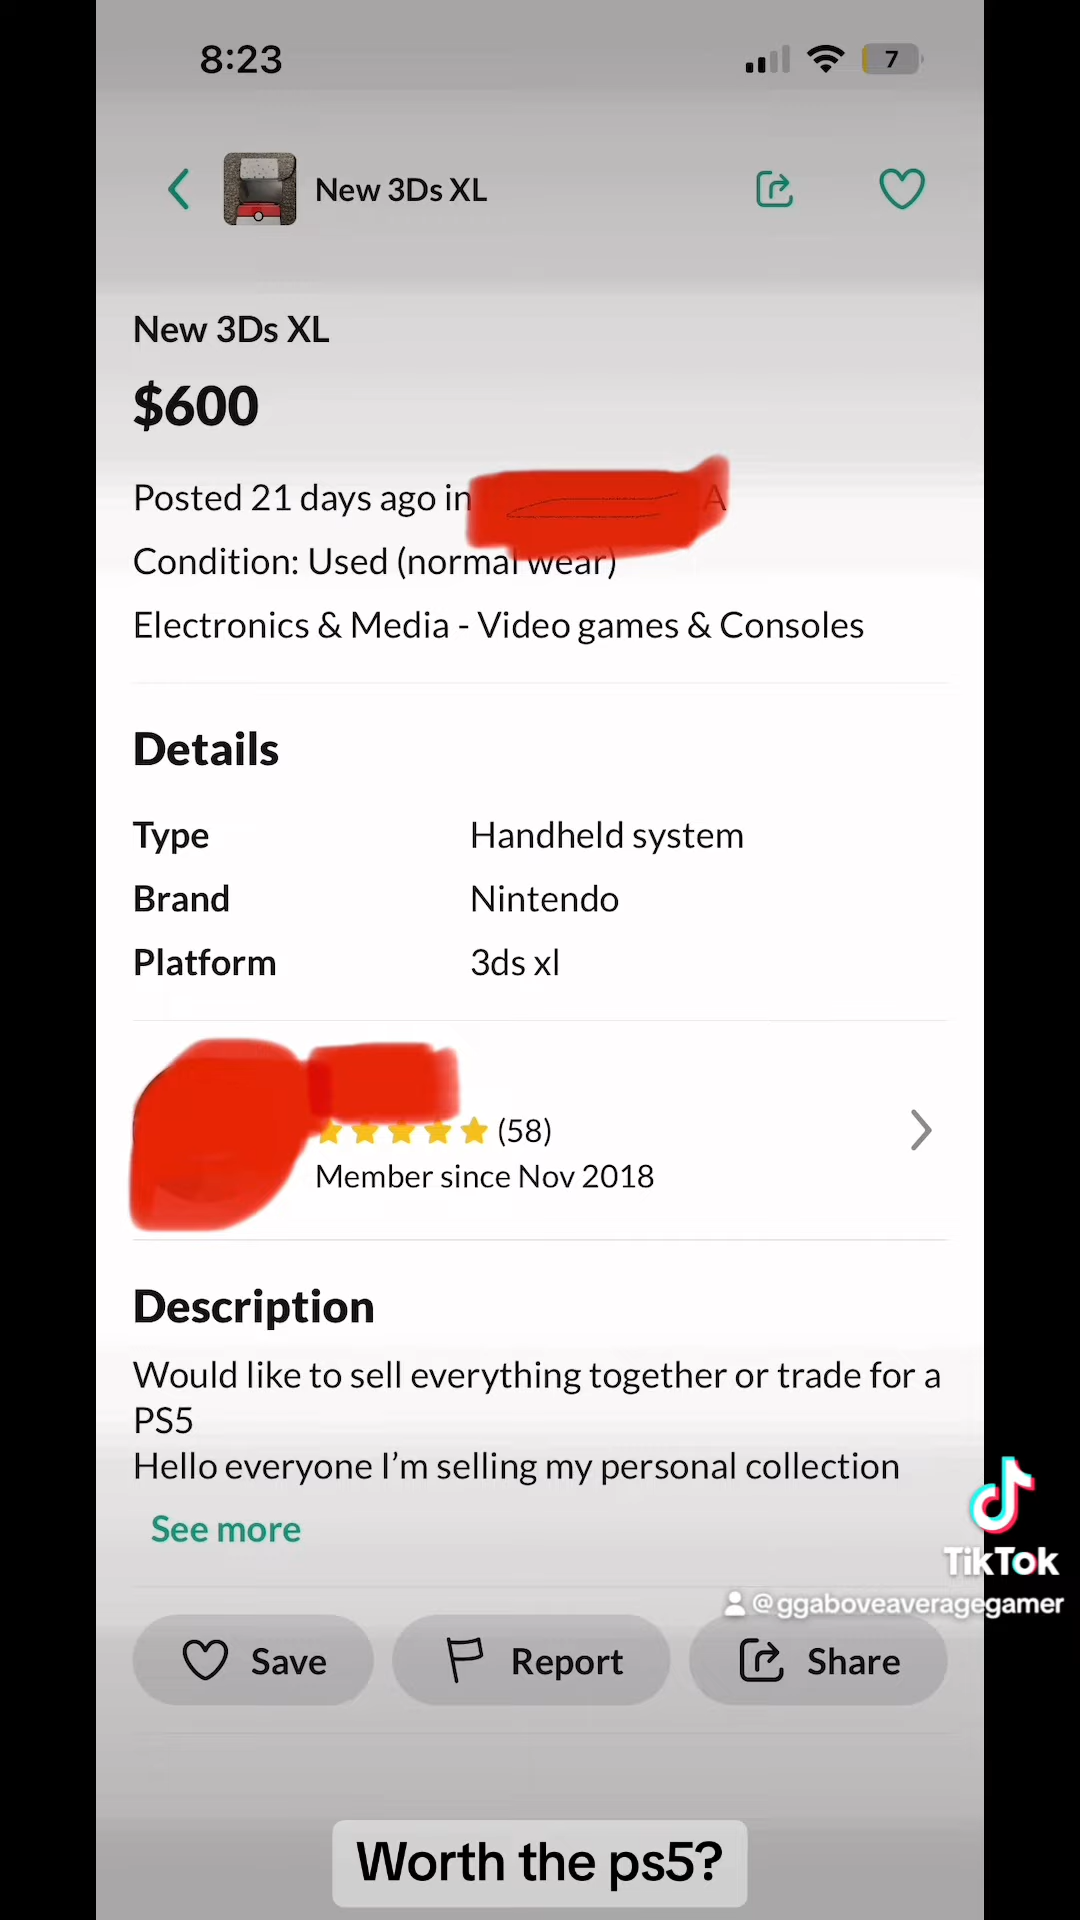 8:23
7
New 3Ds XL
New 3Ds XL
$600
Posted 21 days ago in A
Condition: Used (normal wear)
Electronics & Media - Video games & Consoles
Details
Type Handheld system
Brand Nintendo
Platform 3ds xl
(58)
Member since Nov 2018
Description
Would like to sell everything together or trade for a
PS5
Hello everyone I’m selling my personal collection
See more
TikTok
@ggaboveaveragegamer
Save Report Share
Worth the ps5?